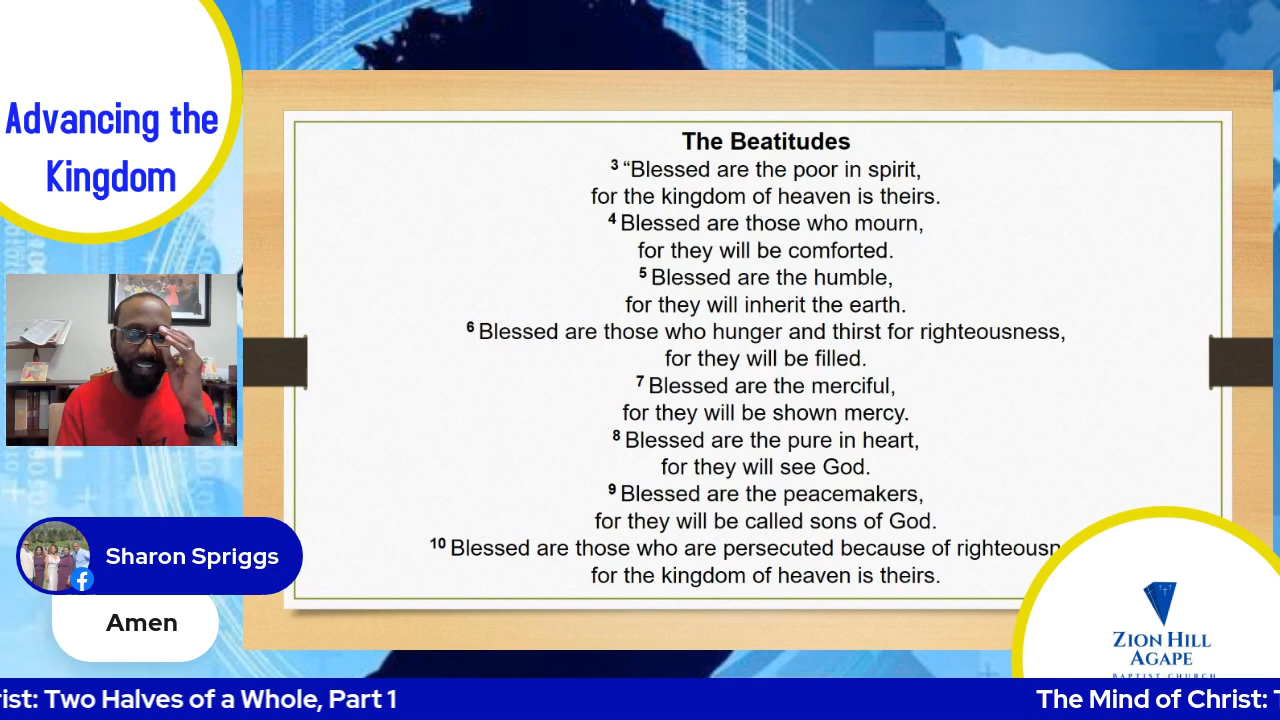 Advancing the
Kingdom
The Beatitudes
3 “Blessed are the poor in spirit,
for the kingdom of heaven is theirs.
4 Blessed are those who mourn,
for they will be comforted.
5 Blessed are the humble,
for they will inherit the earth.
6 Blessed are those who hunger and thirst for righteousness,
for they will be filled.
7 Blessed are the merciful,
for they will be shown mercy.
8 Blessed are the pure in heart,
for they will see God.
9 Blessed are the peacemakers,
for they will be called sons of God.
10 Blessed are those who are persecuted because of righteousn
for the kingdom of heaven is theirs.
Sharon Spriggs
Amen
ZION HILL
AGAPE
BAPTIST CHURCH
ist: Two Halves of a Whole, Part 1
The Mind of Christ: T